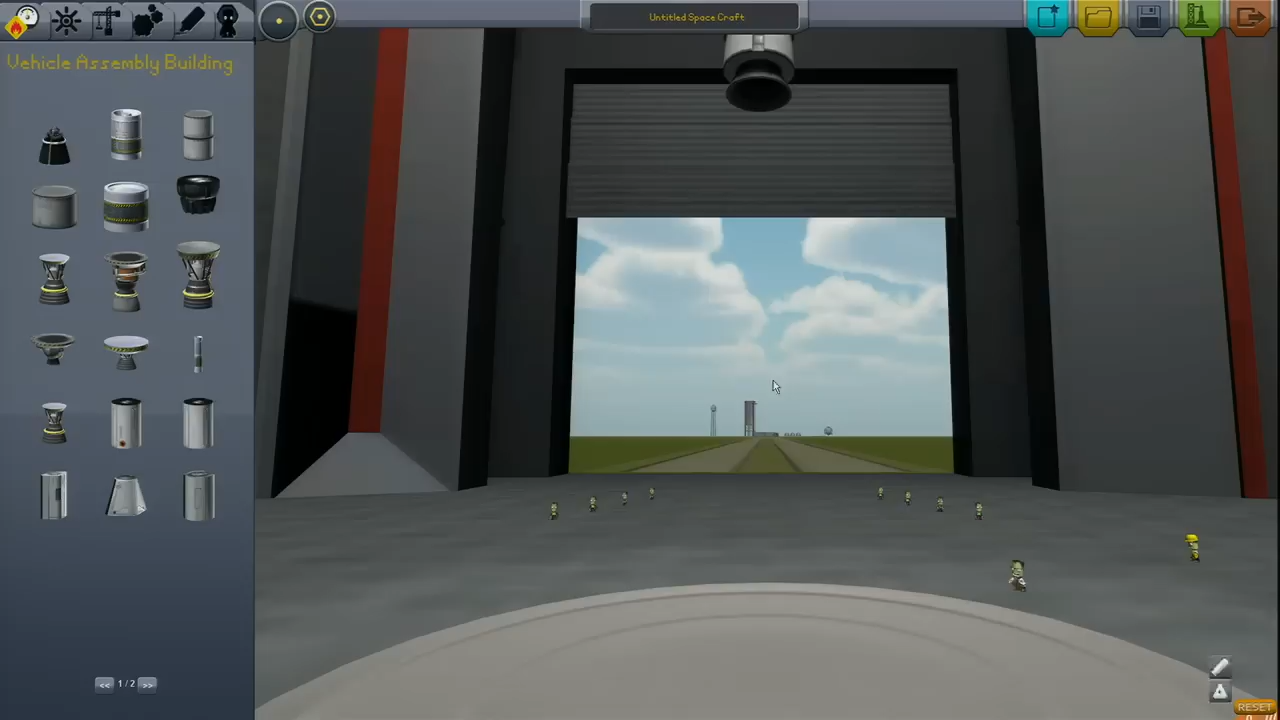 Untitled Space Craft
Vehicle Assembly Building
<< 1/2 >>
RESET